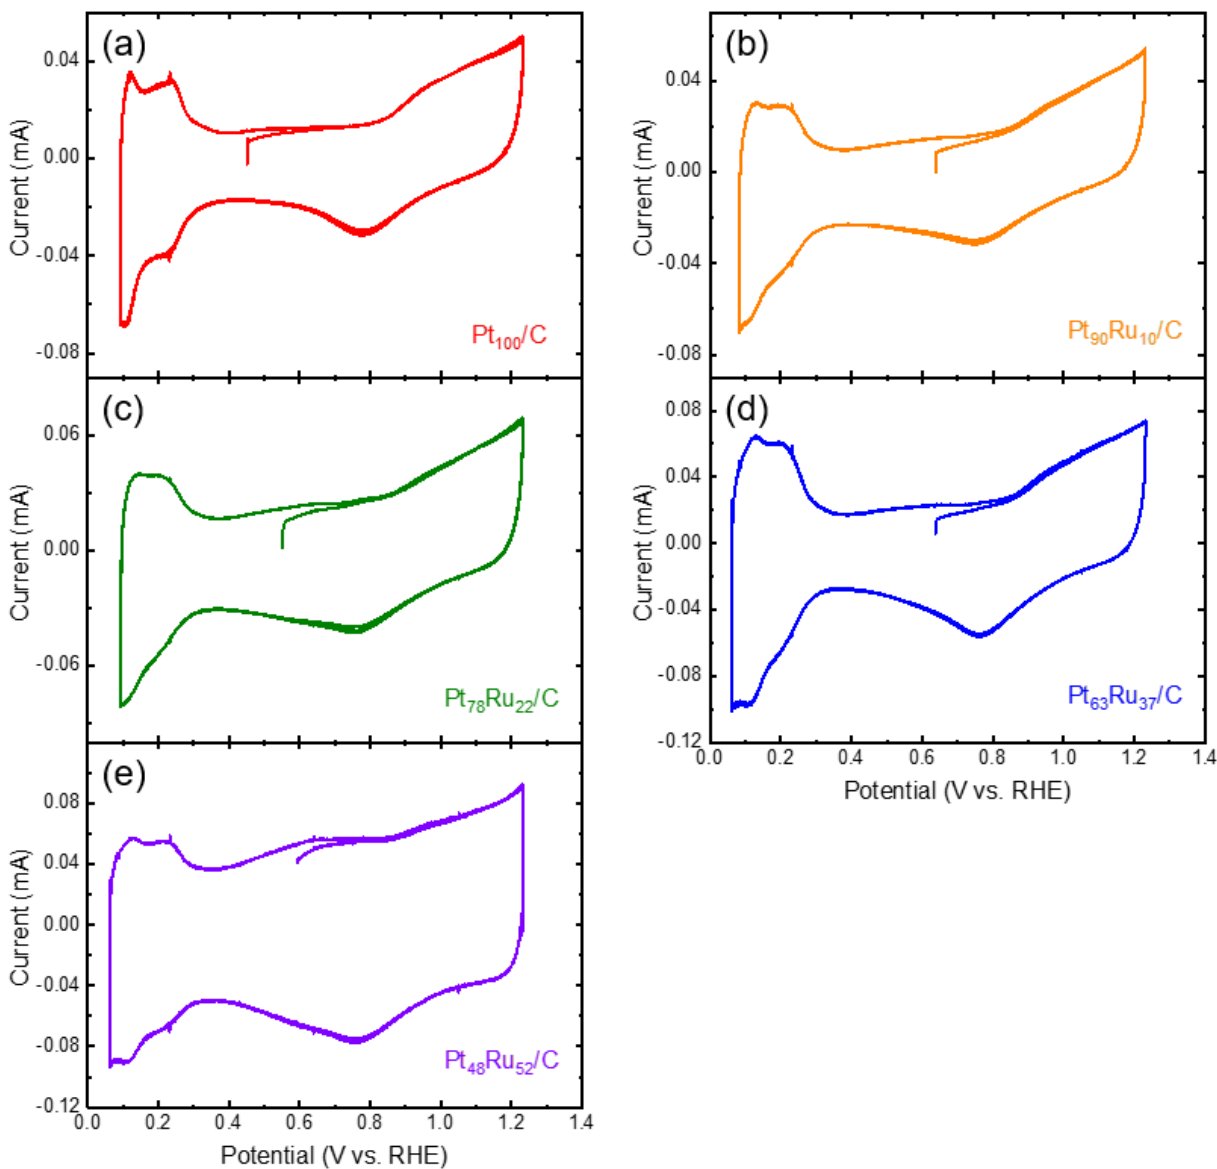 (a)
0.04
0.00
-0.04
-0.08
Current (mA)
Pt100/C
(b)
0.04
0.00
-0.04
-0.08
Current (mA)
Pt90Ru10/C
(c)
0.06
0.00
-0.06
Current (mA)
Pt78Ru22/C
(d)
0.08
0.04
0.00
-0.04
-0.08
-0.12
Current (mA)
Pt63Ru37/C
0.0 0.2 0.4 0.6 0.8 1.0 1.2 1.4
Potential (V vs. RHE)
(e)
0.08
0.04
0.00
-0.04
-0.08
-0.12
Current (mA)
Pt48Ru52/C
0.0 0.2 0.4 0.6 0.8 1.0 1.2 1.4
Potential (V vs. RHE)